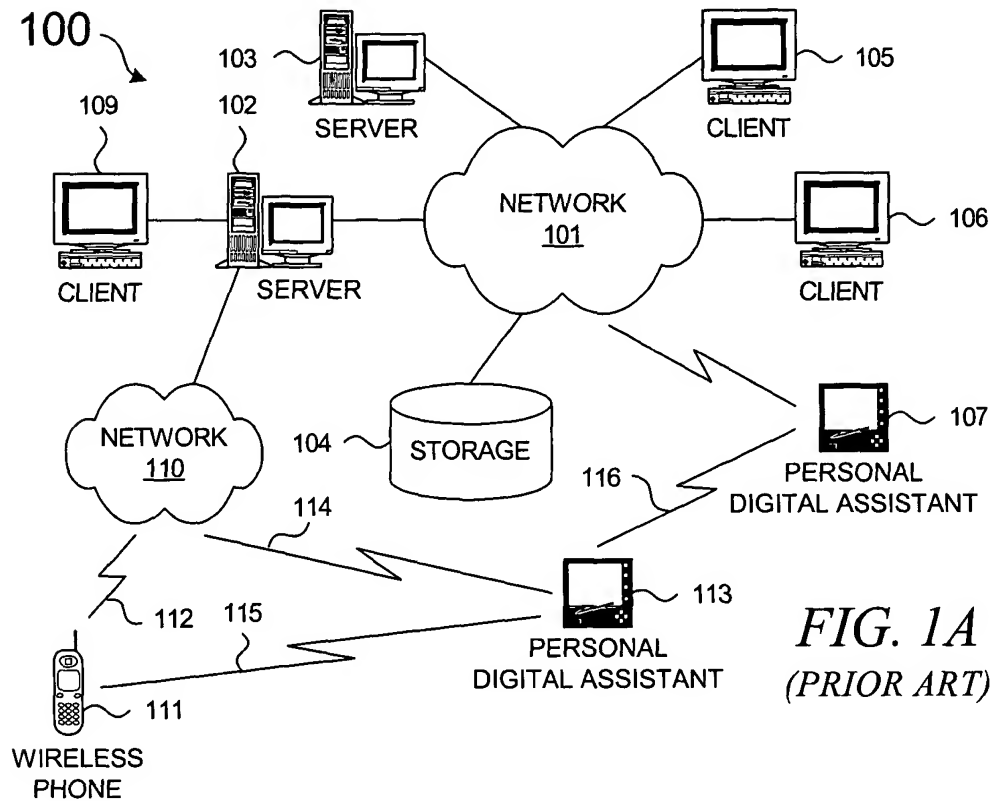 100
103
SERVER
105
CLIENT
109
CLIENT
102
SERVER
NETWORK
101
106
CLIENT
NETWORK
110
104
STORAGE
107
PERSONAL
DIGITAL ASSISTANT
116
114
112
115
113
PERSONAL
DIGITAL ASSISTANT
111
WIRELESS
PHONE
FIG. 1A
(PRIOR ART)